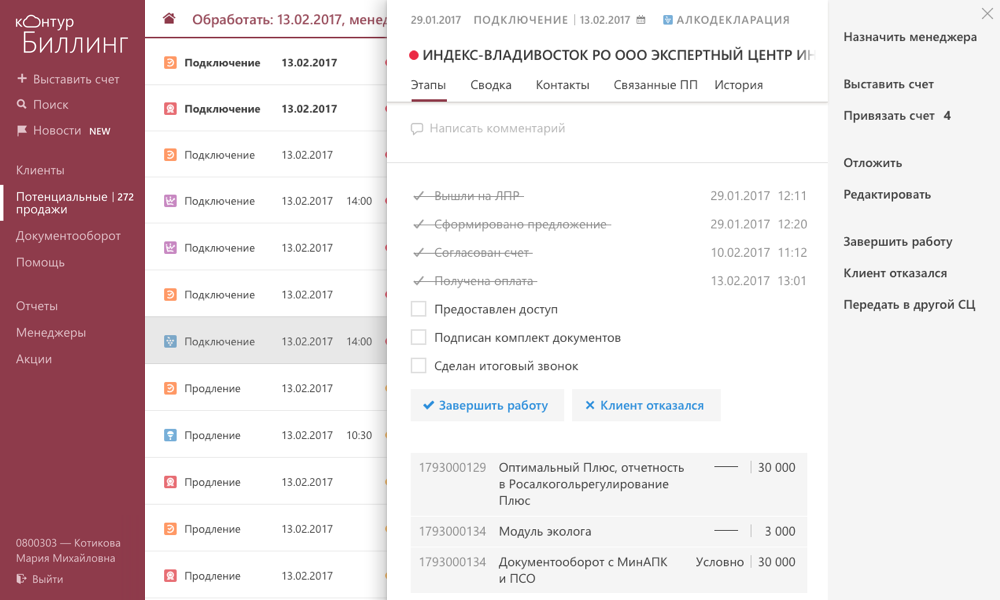 контур
Биллинг
Выставить счет
Поиск
Новости NEW
Клиенты
Потенциальные | 272
продажи
Документооборот
Помощь
Отчеты
Менеджеры
Акции
0800303 — Котикова
Мария Михайловна
Выйти
Обработать: 13.02.2017, менед
Подключение 13.02.2017
Подключение 13.02.2017
Подключение 13.02.2017
Подключение 13.02.2017 14:00
Подключение 13.02.2017
Подключение 13.02.2017
Подключение 13.02.2017 14:00
Продление 13.02.2017
Продление 13.02.2017 10:30
Продление 13.02.2017
Продление 13.02.2017
Продление 13.02.2017
29.01.2017 ПОДКЛЮЧЕНИЕ | 13.02.2017 АЛКОДЕКЛАРАЦИЯ
ИНДЕКС-ВЛАДИВОСТОК РО ООО ЭКСПЕРТНЫЙ ЦЕНТР ИН
Этапы Сводка Контакты Связанные ПП История
Написать комментарий
Вышли на ЛПР 29.01.2017 12:11
Сформировано предложение 29.01.2017 12:20
Согласован счет 10.02.2017 11:12
Получена оплата 13.02.2017 13:01
Предоставлен доступ
Подписан комплект документов
Сделан итоговый звонок
Завершить работу Клиент отказался
1793000129 Оптимальный Плюс, отчетность — | 30 000
в Росалкогольрегулирование
Плюс
1793000134 Модуль эколога — | 3 000
1793000134 Документооборот с МинАПК Условно | 30 000
и ПСО
Назначить менеджера
Выставить счет
Привязать счет 4
Отложить
Редактировать
Завершить работу
Клиент отказался
Передать в другой СЦ